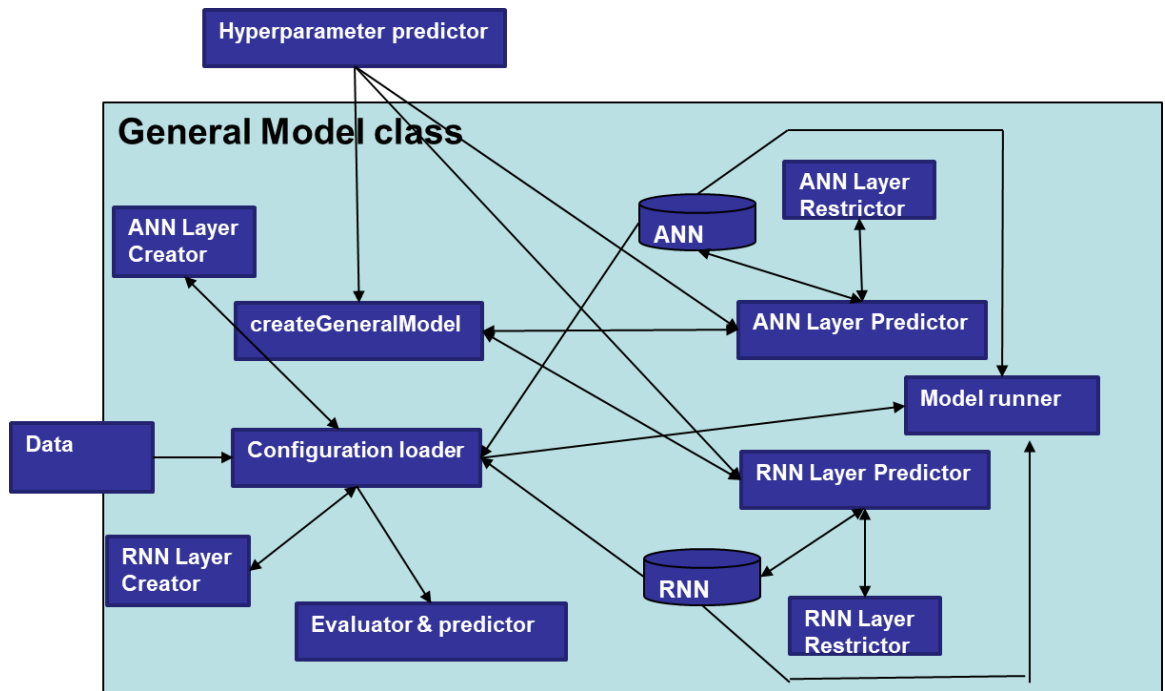 Hyperparameter predictor
General Model class
ANN Layer
Creator
ANN
ANN Layer
Restrictor
createGeneralModel
ANN Layer Predictor
Model runner
Data
Configuration loader
RNN Layer Predictor
RNN Layer
Creator
RNN
Evaluator & predictor
RNN Layer
Restrictor